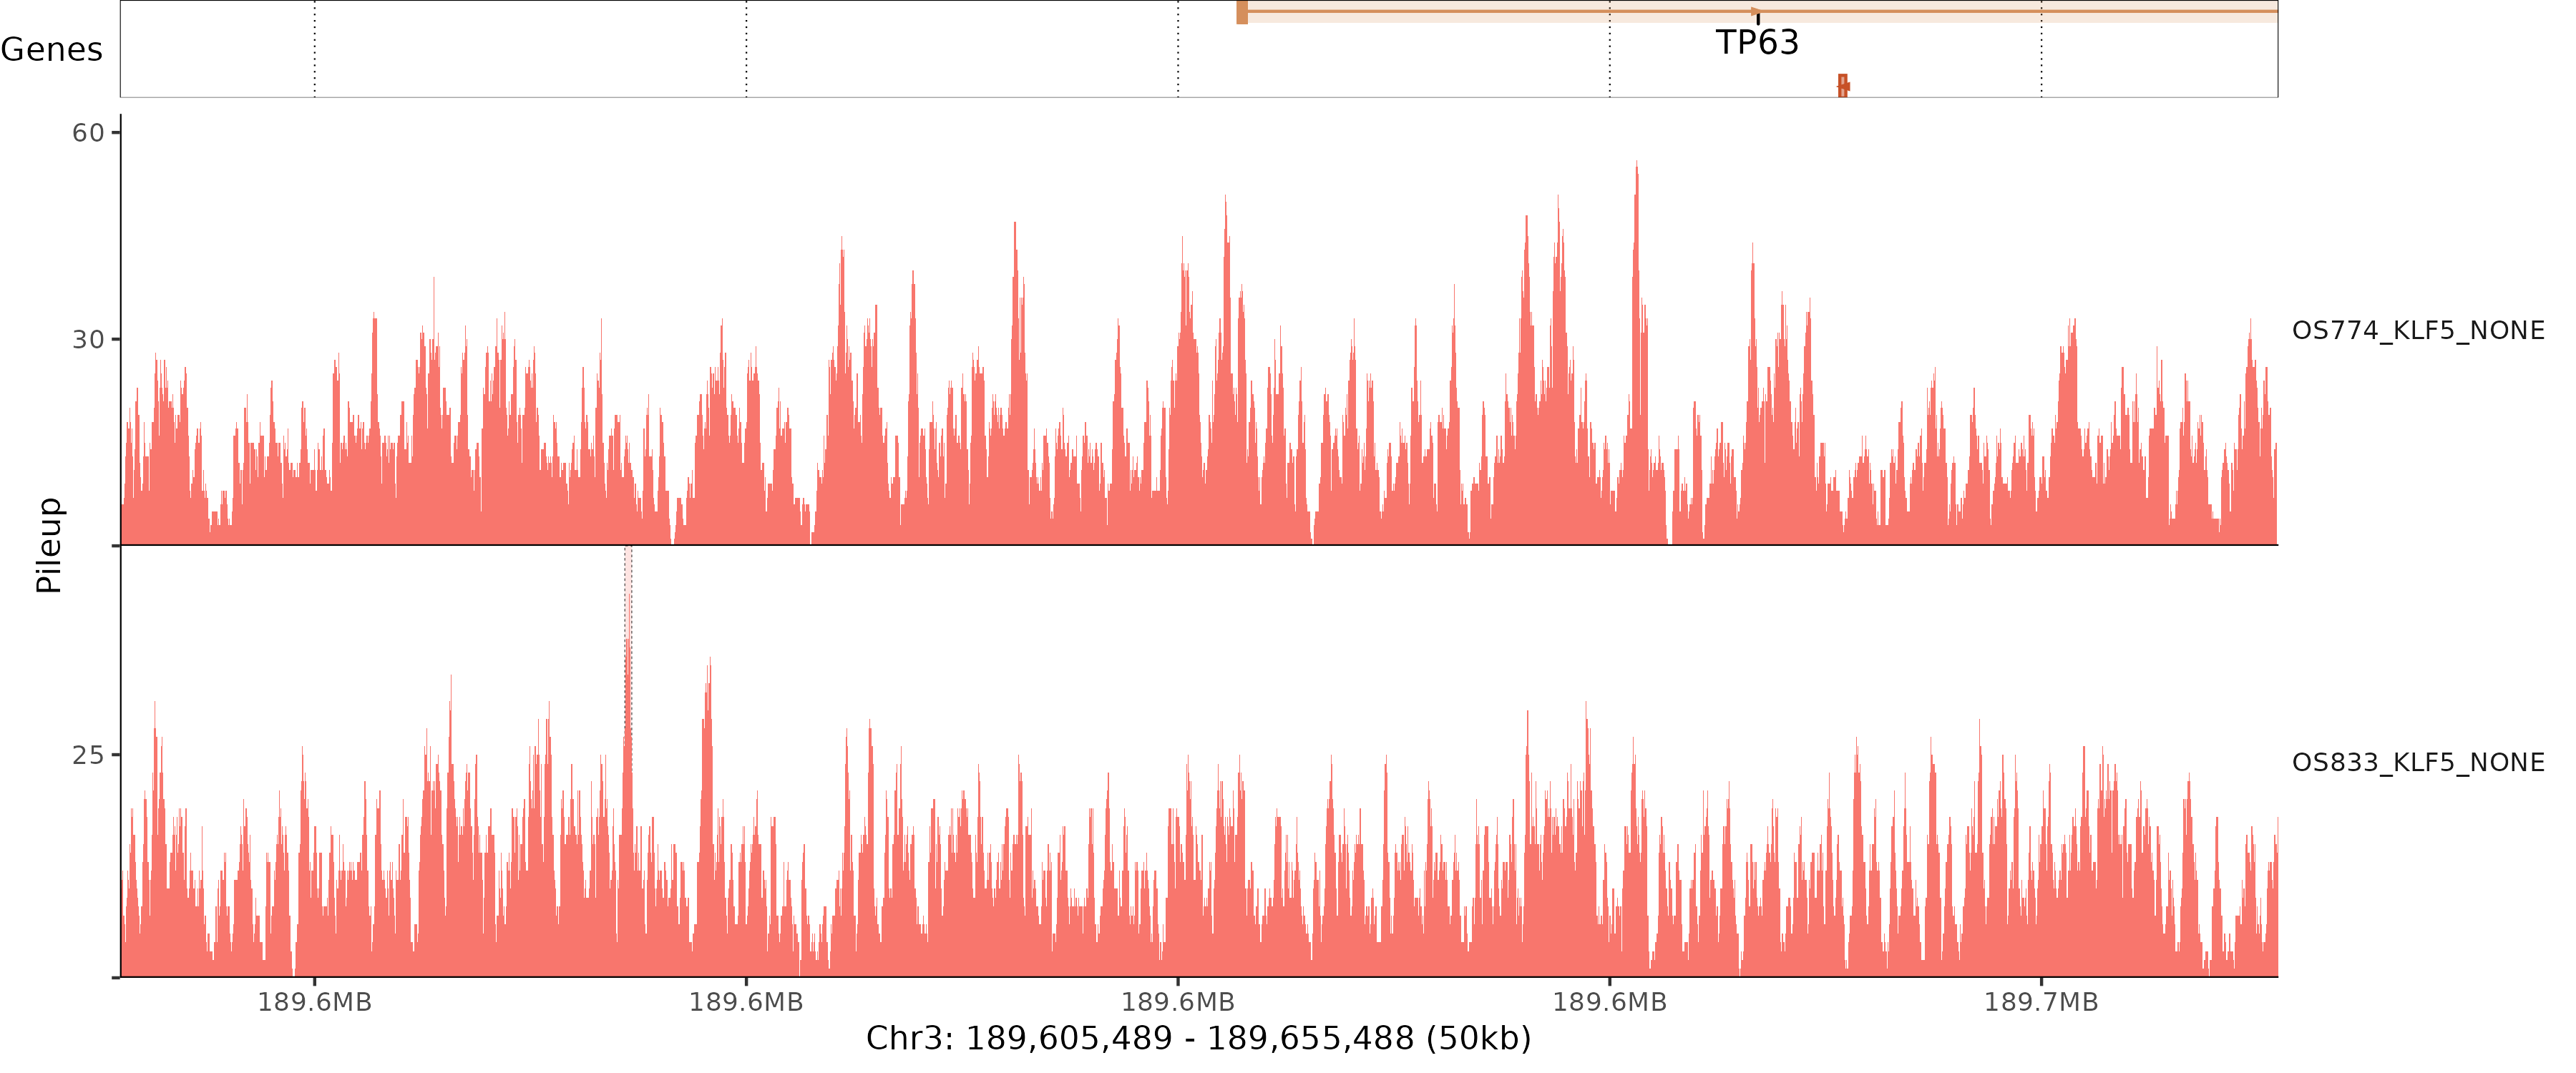 Genes
TP63
60
30
OS774_KLF5_NONE
Pileup
25
OS833_KLF5_NONE
189.6MB 189.6MB 189.6MB 189.6MB 189.7MB
Chr3: 189,605,489 - 189,655,488 (50kb)